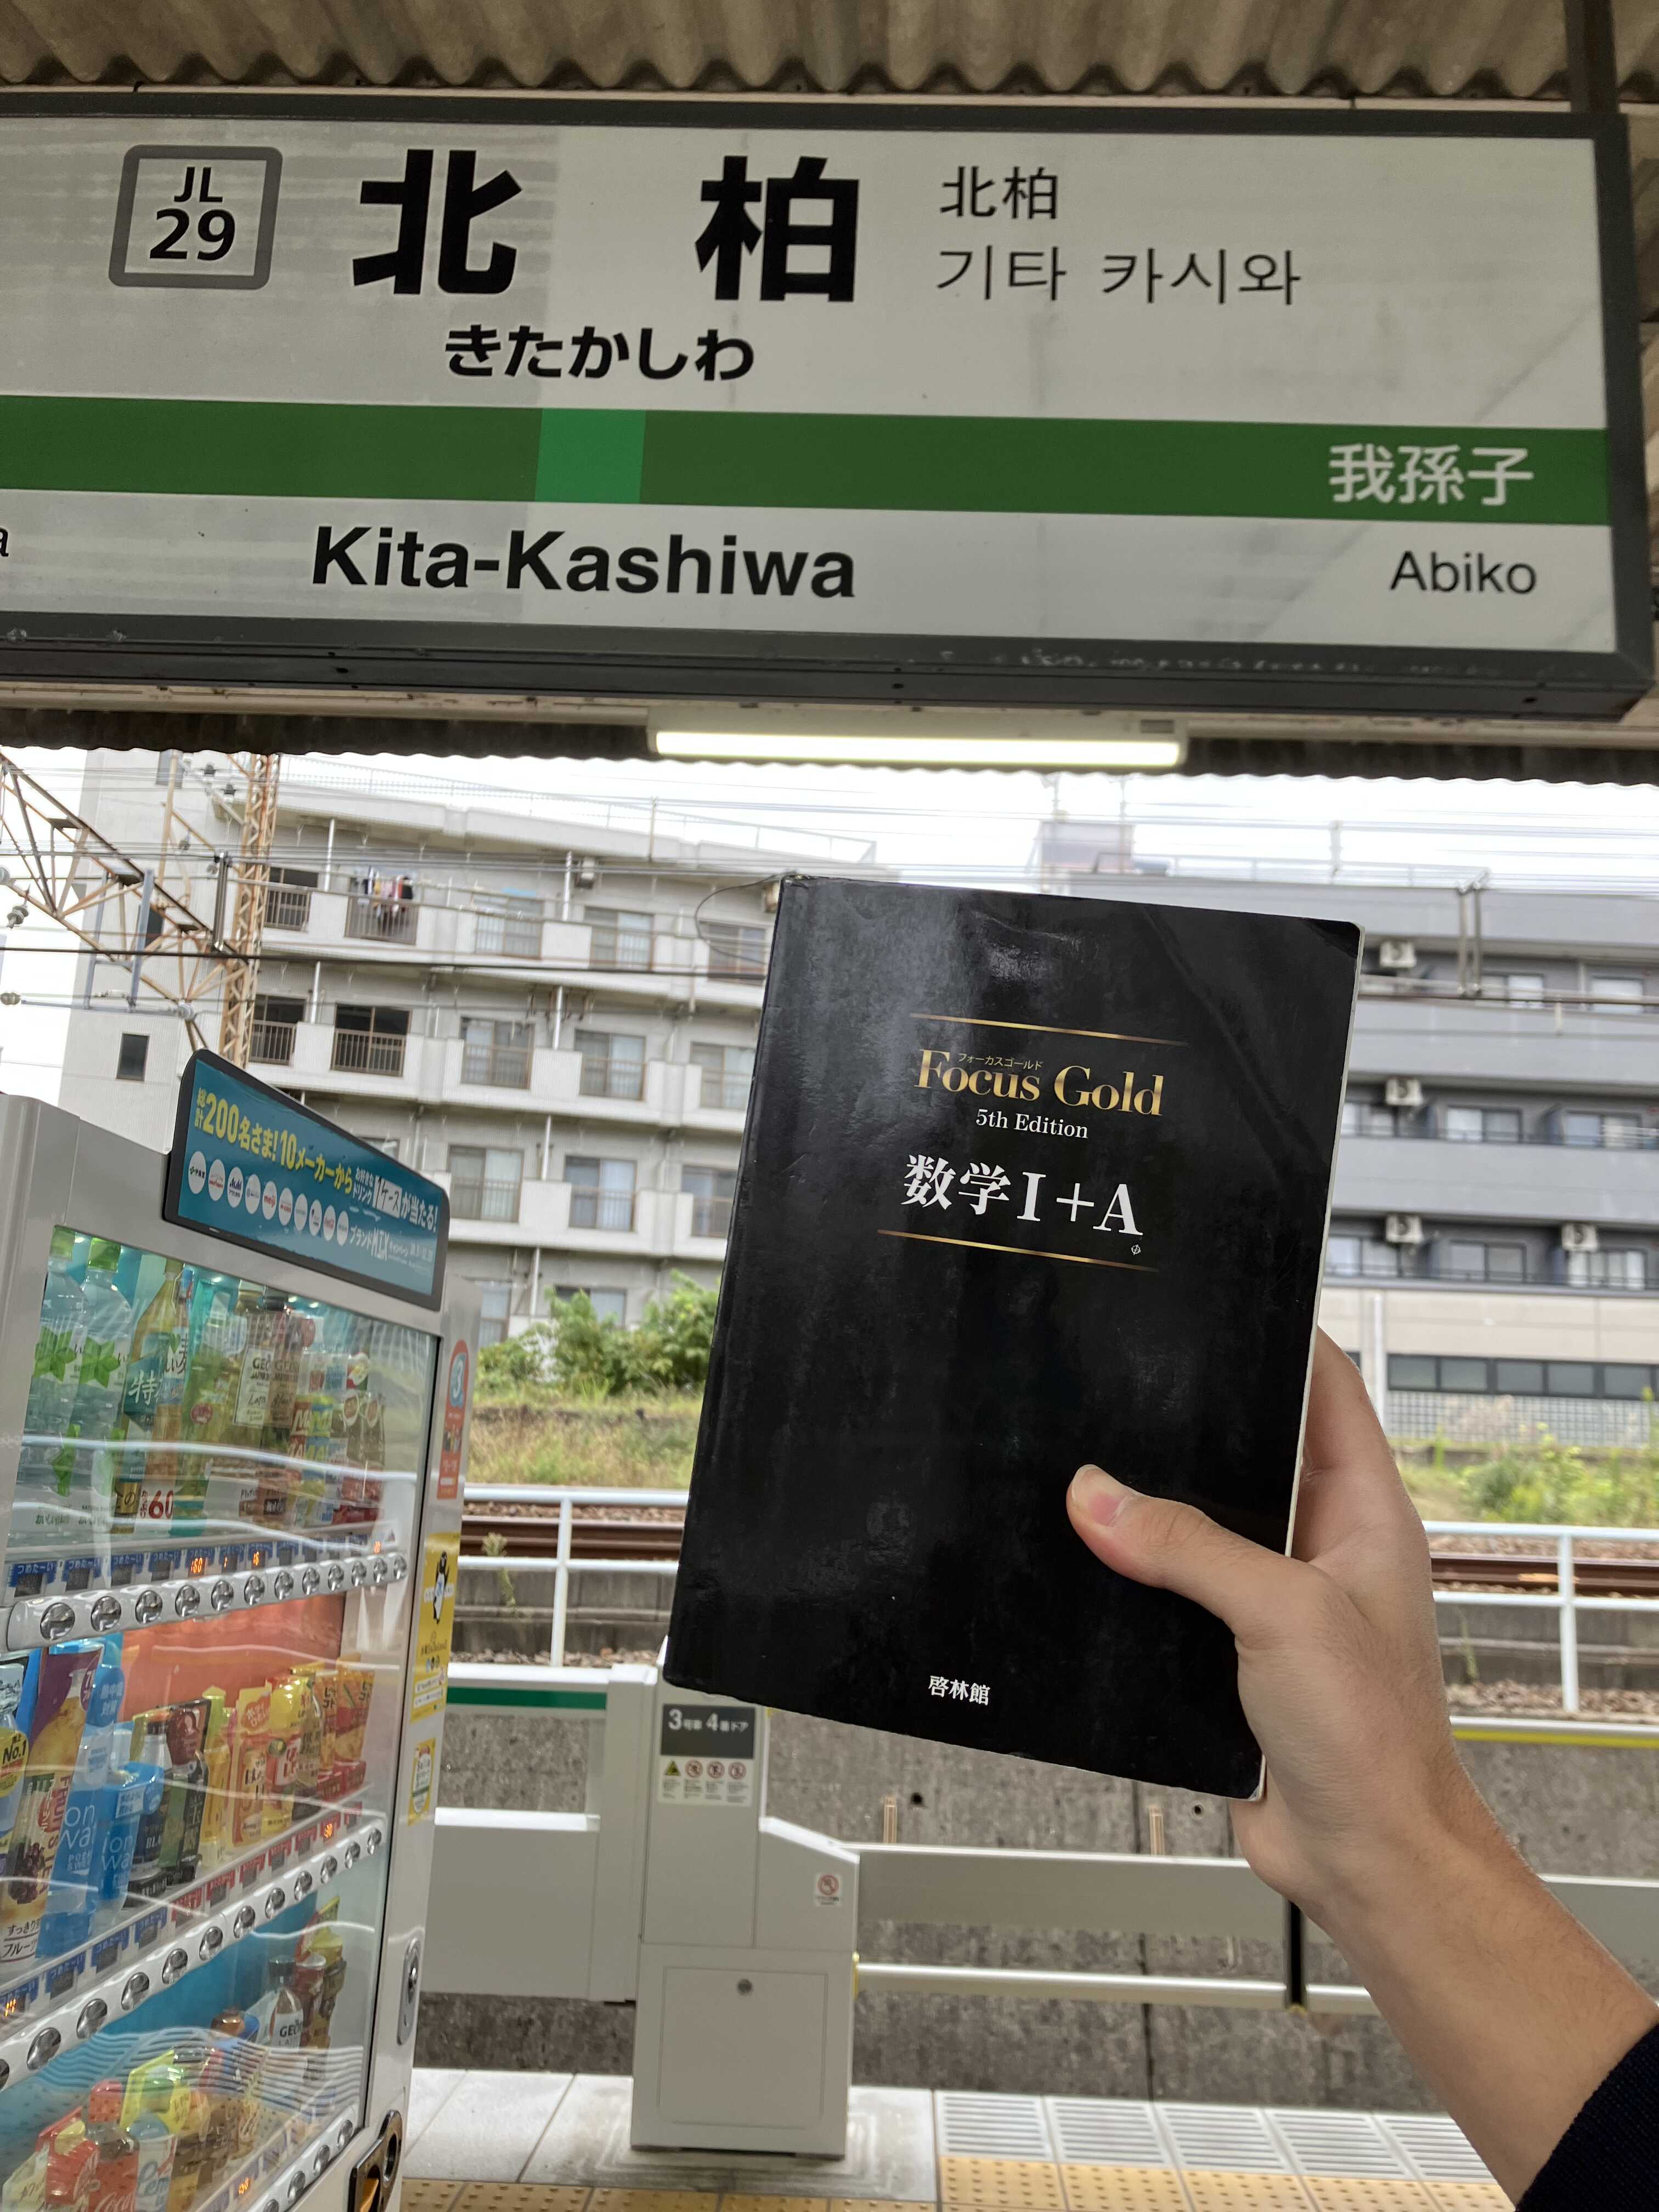 JL
29
北柏
北柏
기타 카시와
きたかしわ
我孫子
Kita-Kashiwa
Abiko
フォーカスゴールド
Focus Gold
5th Edition
数学I+A
啓林館
総計200名さま!10メーカーから
お好きなドリンク1ケースが当たる!
3号車 4番ドア